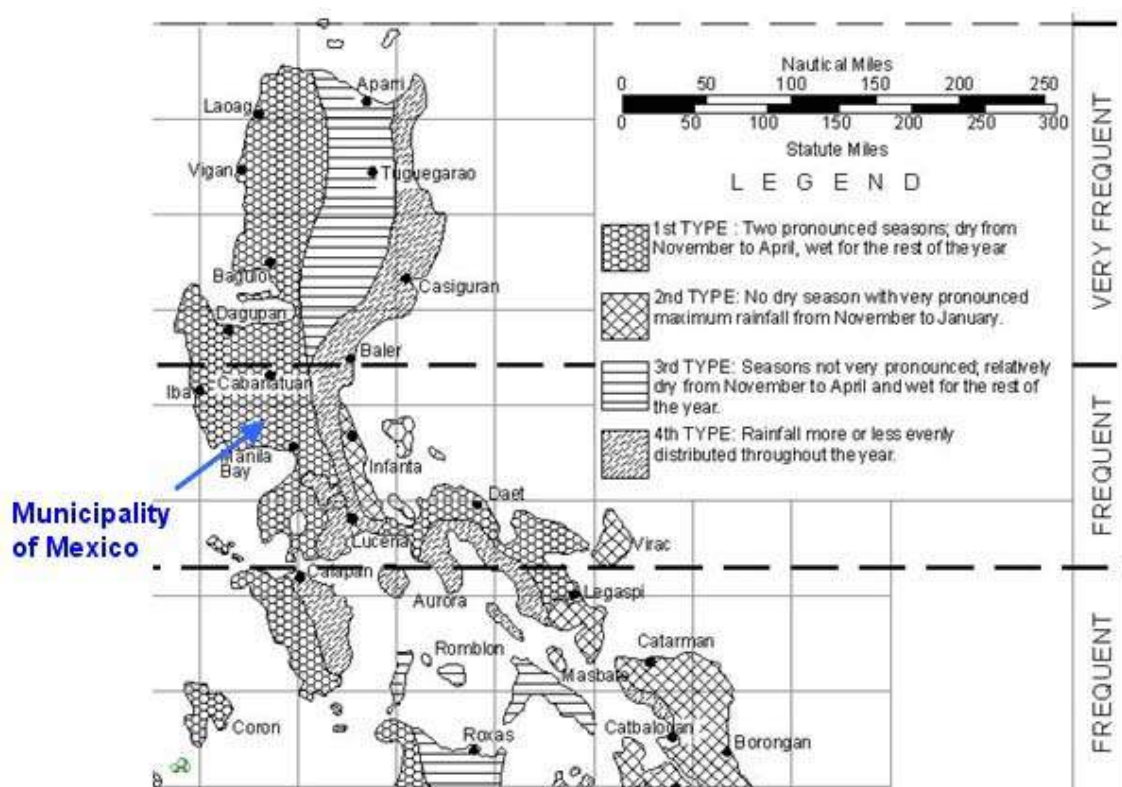 Nautical Miles
0 50 100 150 200 250
0 50 100 150 200 250 300
Statute Miles
L E G E N D
1st TYPE : Two pronounced seasons; dry from
November to April, wet for the rest of the year
2nd TYPE: No dry season with very pronounced
maximum rainfall from November to January.
3rd TYPE: Seasons not very pronounced; relatively
dry from November to April and wet for the rest of
the year.
4th TYPE: Rainfall more or less evenly
distributed throughout the year.
VERY FREQUENT
FREQUENT
FREQUENT
Aparri
Laoag
Vigan
Tuguegarao
Baguio
Casiguran
Dagupan
Baler
Cabanatuan
Iba
Manila
Bay
Infanta
Municipality
of Mexico
Daet
Lucena
Virac
Calapan
Aurora
Legaspi
Catarman
Romblon
Masbate
Coron
Roxas
Catbalogan
Borongan